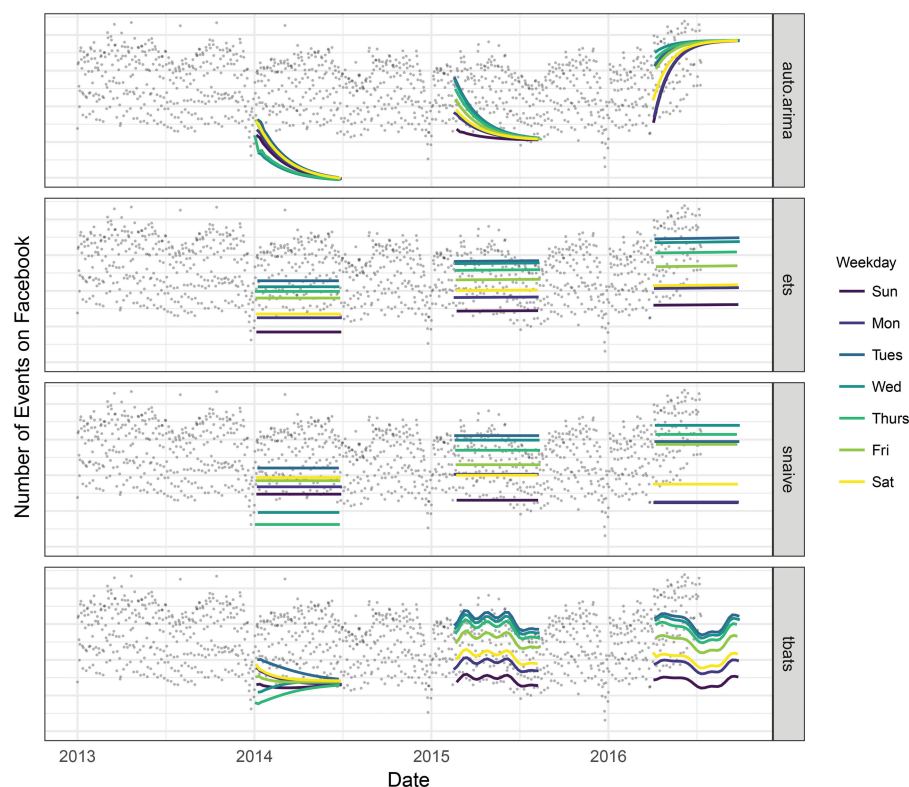 Number of Events on Facebook
auto.arima
ets
snaive
tbats
2013
2014
2015
2016
Date
Weekday
Sun
Mon
Tues
Wed
Thurs
Fri
Sat